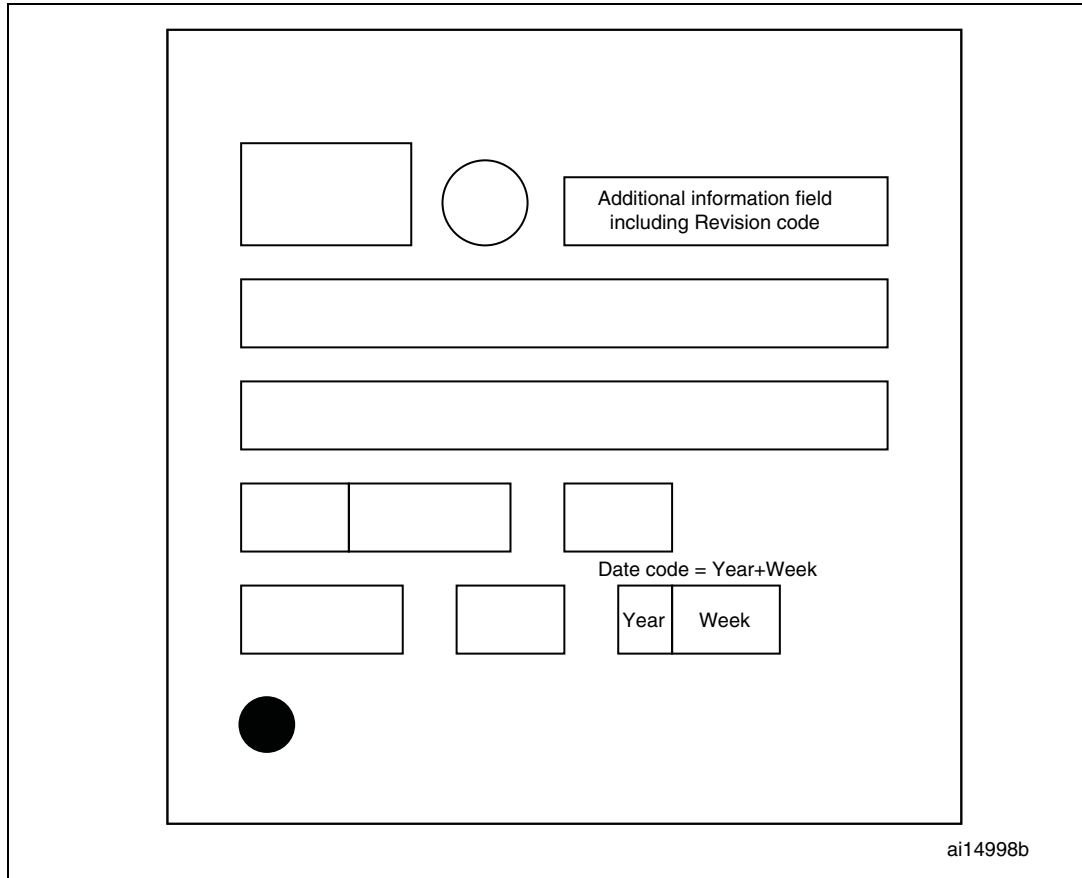 Additional information field
including Revision code
Date code = Year+Week
Year Week
ai14998b